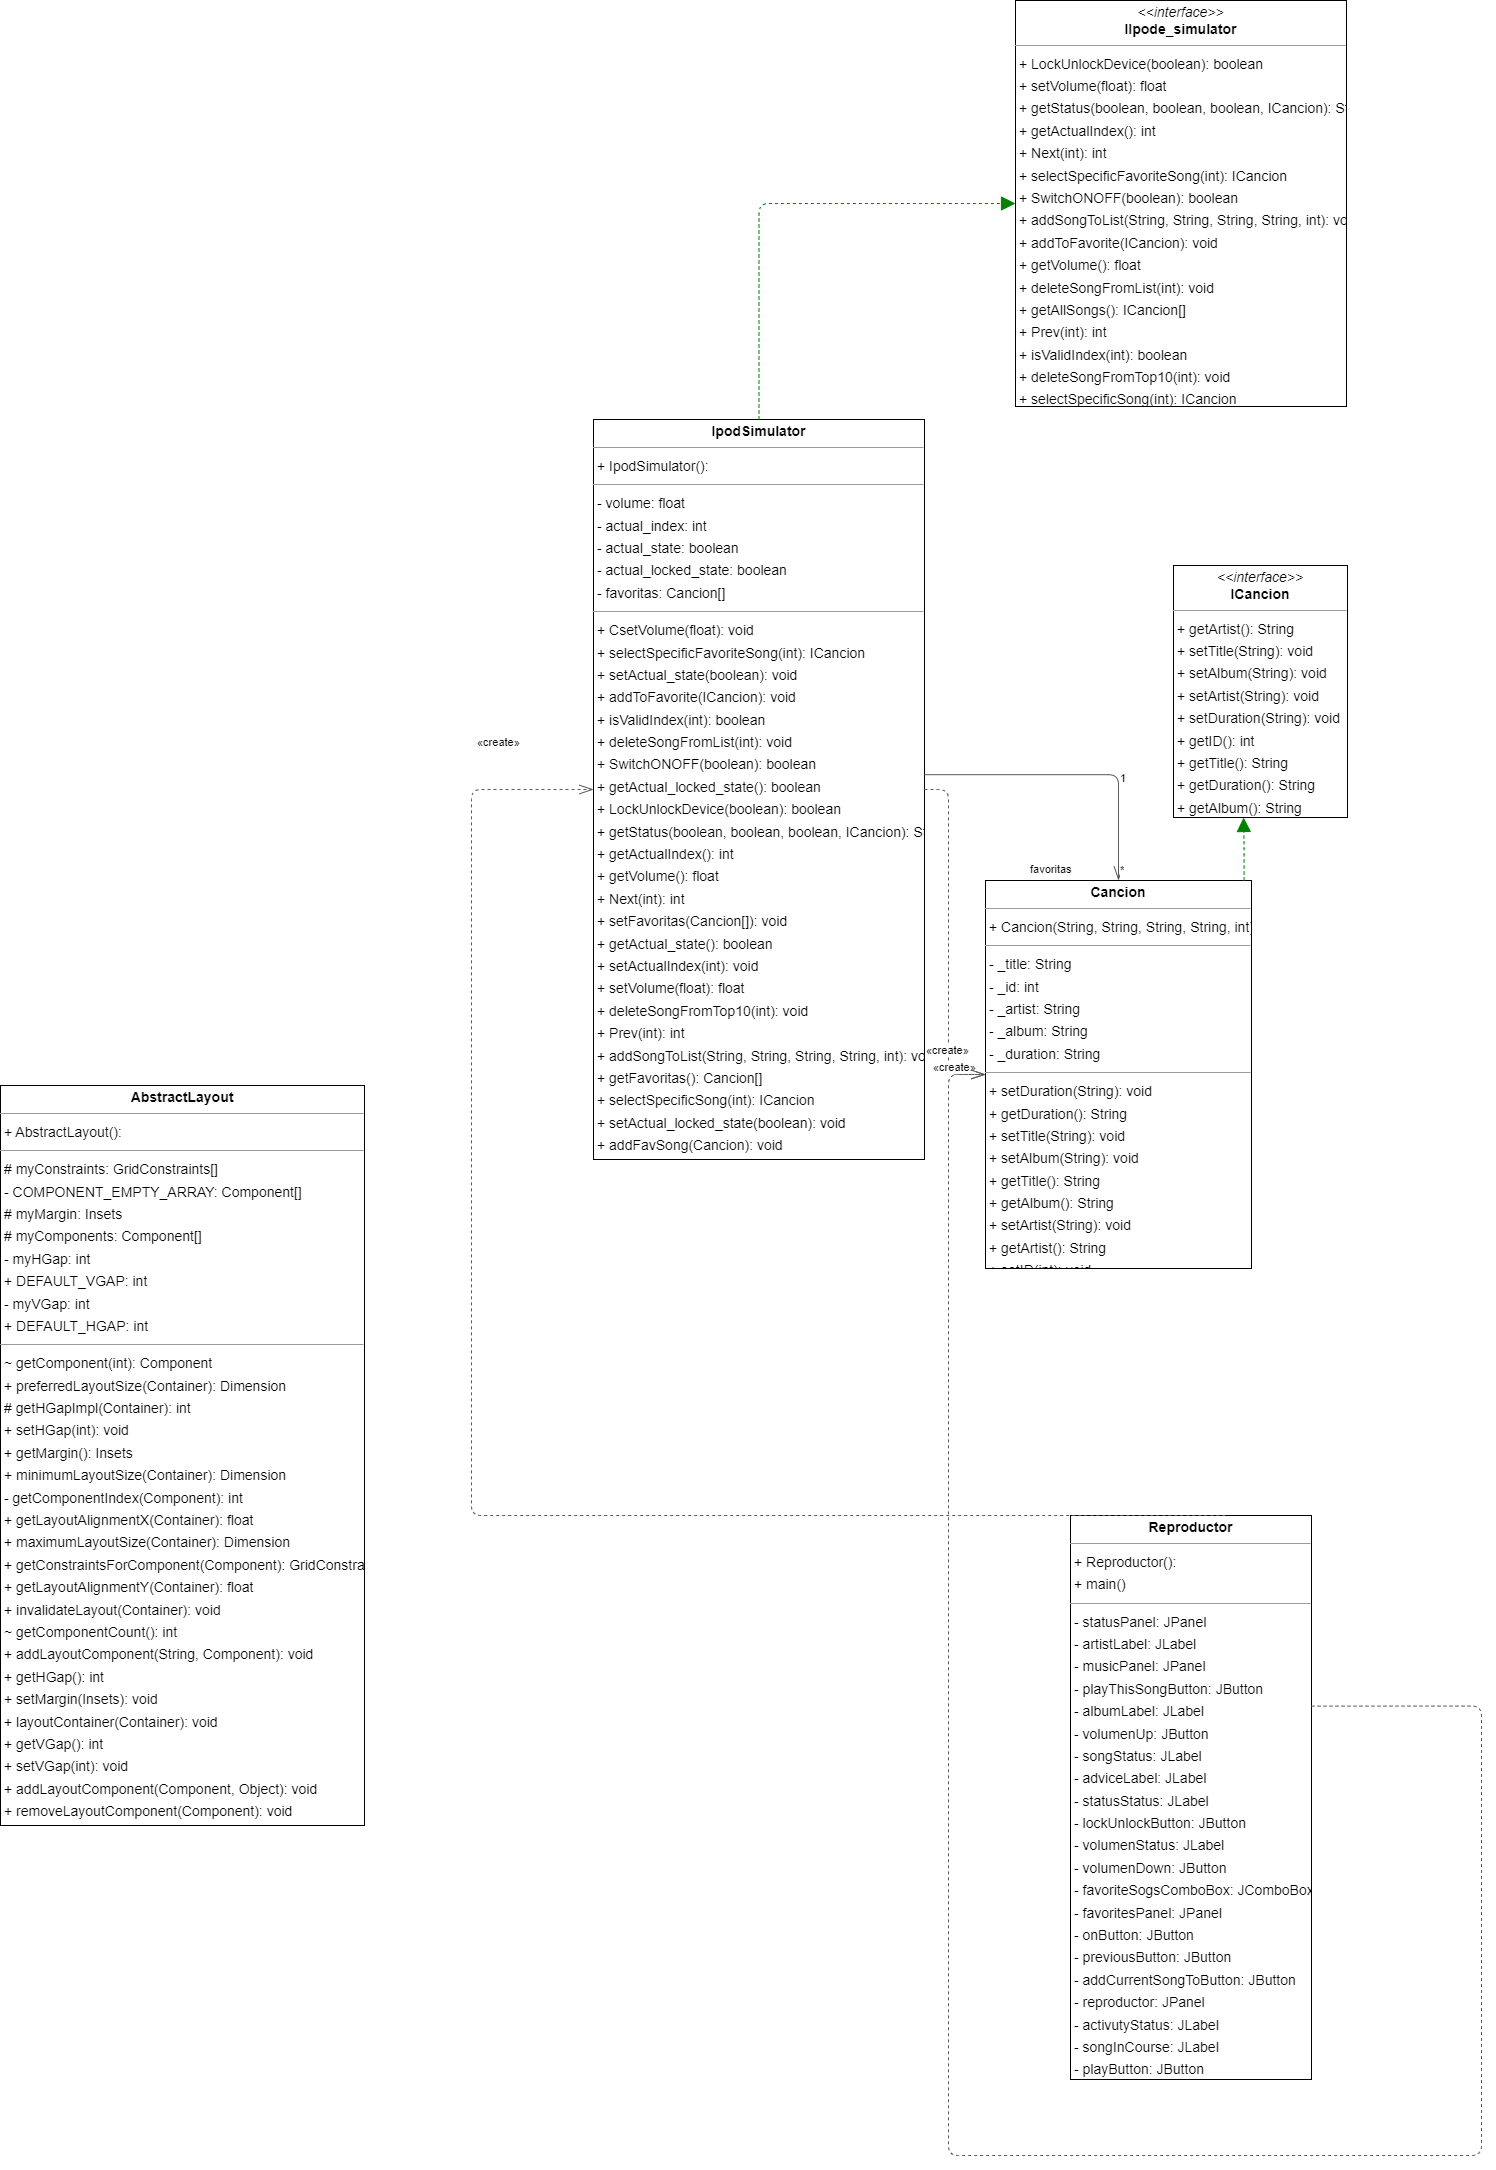 <<interface>>
IIpode_simulator
+ LockUnlockDevice(boolean): boolean
+ setVolume(float): float
+ getStatus(boolean, boolean, boolean, ICancion): St
+ getActualIndex(): int
+ Next(int): int
+ selectSpecificFavoriteSong(int): ICancion
+ SwitchONOFF(boolean): boolean
+ addSongToList(String, String, String, String, int): vo
+ addToFavorite(ICancion): void
+ getVolume(): float
+ deleteSongFromList(int): void
+ getAllSongs(): ICancion[]
+ Prev(int): int
+ isValidIndex(int): boolean
+ deleteSongFromTop10(int): void
+ selectSpecificSong(int): ICancion
IpodSimulator
+ IpodSimulator():
- volume: float
- actual_index: int
- actual_state: boolean
- actual_locked_state: boolean
- favoritas: Cancion[]
+ CsetVolume(float): void
+ selectSpecificFavoriteSong(int): ICancion
+ setActual_state(boolean): void
+ addToFavorite(ICancion): void
+ isValidIndex(int): boolean
+ deleteSongFromList(int): void
+ SwitchONOFF(boolean): boolean
+ getActual_locked_state(): boolean
+ LockUnlockDevice(boolean): boolean
+ getStatus(boolean, boolean, boolean, ICancion): St
+ getActualIndex(): int
+ getVolume(): float
+ Next(int): int
+ setFavoritas(Cancion[]): void
+ getActual_state(): boolean
+ setActualIndex(int): void
+ setVolume(float): float
+ deleteSongFromTop10(int): void
+ Prev(int): int
+ addSongToList(String, String, String, String, int): vo
+ getFavoritas(): Cancion[]
+ selectSpecificSong(int): ICancion
+ setActual_locked_state(boolean): void
+ addFavSong(Cancion): void
<<interface>>
ICancion
+ getArtist(): String
+ setTitle(String): void
+ setAlbum(String): void
+ setArtist(String): void
+ setDuration(String): void
+ getID(): int
+ getTitle(): String
+ getDuration(): String
+ getAlbum(): String
«create»
1
favoritas
*
Cancion
+ Cancion(String, String, String, String, int)
- _title: String
- _id: int
- _artist: String
- _album: String
- _duration: String
+ setDuration(String): void
+ getDuration(): String
+ setTitle(String): void
+ setAlbum(String): void
+ getTitle(): String
+ getAlbum(): String
+ setArtist(String): void
+ getArtist(): String
+ setID(int): void
«create»
«create»
AbstractLayout
+ AbstractLayout():
# myConstraints: GridConstraints[]
- COMPONENT_EMPTY_ARRAY: Component[]
# myMargin: Insets
# myComponents: Component[]
- myHGap: int
+ DEFAULT_VGAP: int
- myVGap: int
+ DEFAULT_HGAP: int
~ getComponent(int): Component
+ preferredLayoutSize(Container): Dimension
# getHGapImpl(Container): int
+ setHGap(int): void
+ getMargin(): Insets
+ minimumLayoutSize(Container): Dimension
- getComponentIndex(Component): int
+ getLayoutAlignmentX(Container): float
+ maximumLayoutSize(Container): Dimension
+ getConstraintsForComponent(Component): GridConstra
+ getLayoutAlignmentY(Container): float
+ invalidateLayout(Container): void
~ getComponentCount(): int
+ addLayoutComponent(String, Component): void
+ getHGap(): int
+ setMargin(Insets): void
+ layoutContainer(Container): void
+ getVGap(): int
+ setVGap(int): void
+ addLayoutComponent(Component, Object): void
+ removeLayoutComponent(Component): void
Reproductor
+ Reproductor():
+ main()
- statusPanel: JPanel
- artistLabel: JLabel
- musicPanel: JPanel
- playThisSongButton: JButton
- albumLabel: JLabel
- volumenUp: JButton
- songStatus: JLabel
- adviceLabel: JLabel
- statusStatus: JLabel
- lockUnlockButton: JButton
- volumenStatus: JLabel
- volumenDown: JButton
- favoriteSogsComboBox: JComboBox
- favoritesPanel: JPanel
- onButton: JButton
- previousButton: JButton
- addCurrentSongToButton: JButton
- reproductor: JPanel
- activutyStatus: JLabel
- songInCourse: JLabel
- playButton: JButton